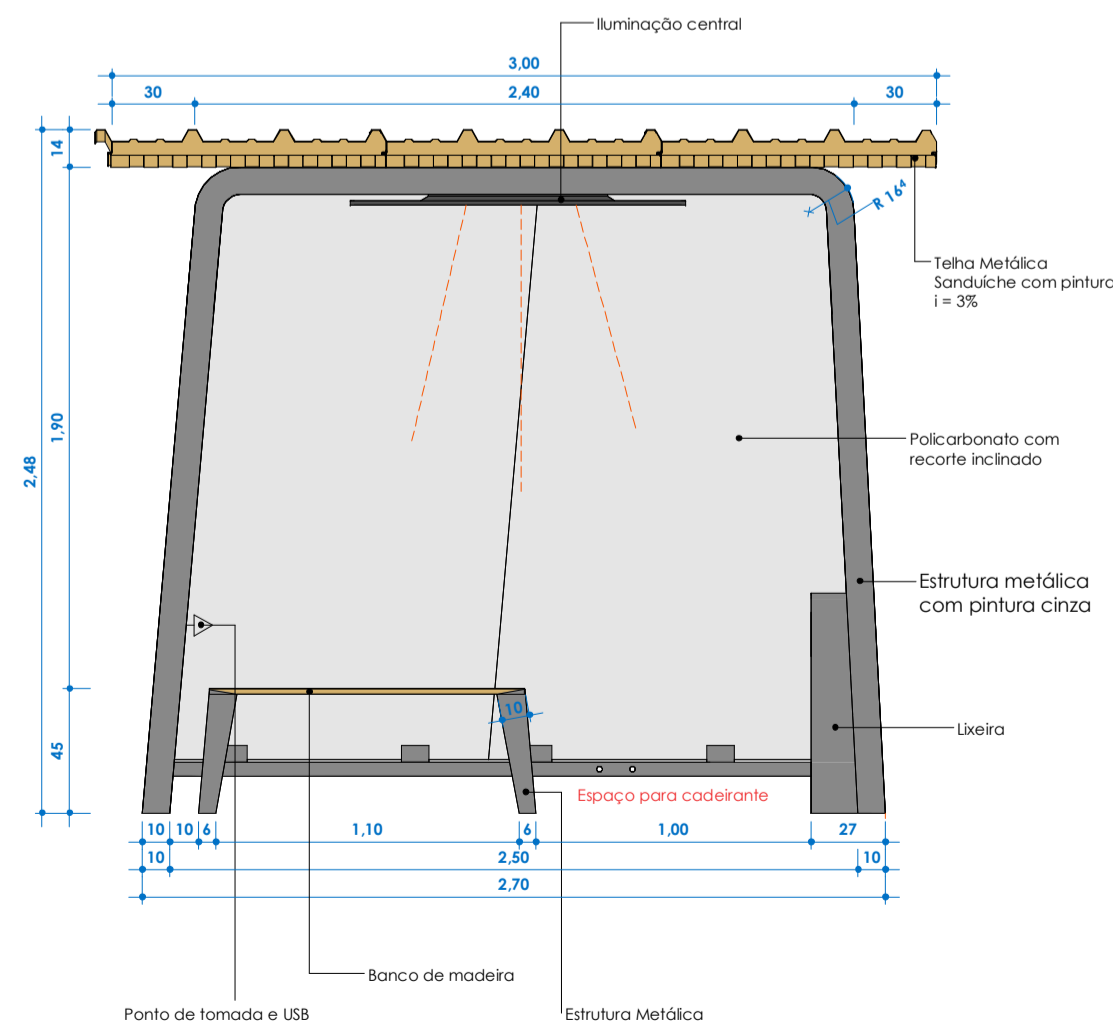 Iluminação central
3,00
30
2,40
30
14
R 16⁴
Telha Metálica
Sanduíche com pintura
i = 3%
1,90
2,48
Policarbonato com
recorte inclinado
Estrutura metálica
com pintura cinza
10
45
Lixeira
Espaço para cadeirante
10
10
6
1,10
6
1,00
27
10
2,50
10
2,70
Banco de madeira
Ponto de tomada e USB
Estrutura Metálica